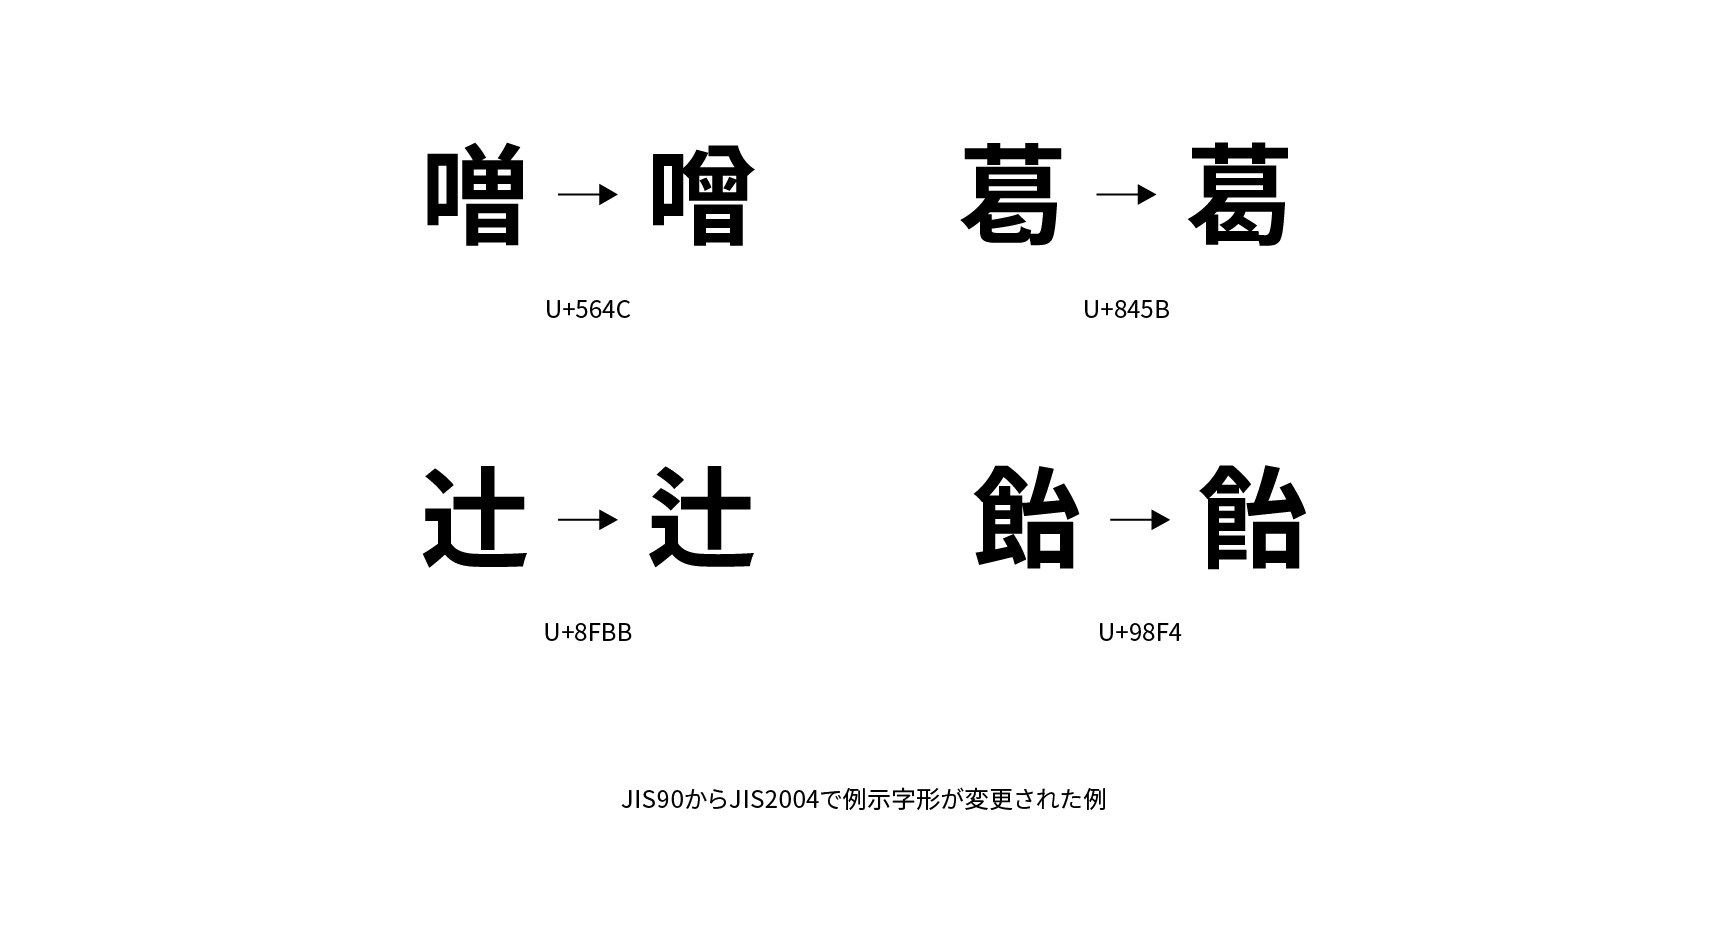 噌 → 噌 葛 → 葛
U+564C U+845B
辻 → 辻 飴 → 飴
U+8FBB U+98F4
JIS90からJIS2004で例示字形が変更された例